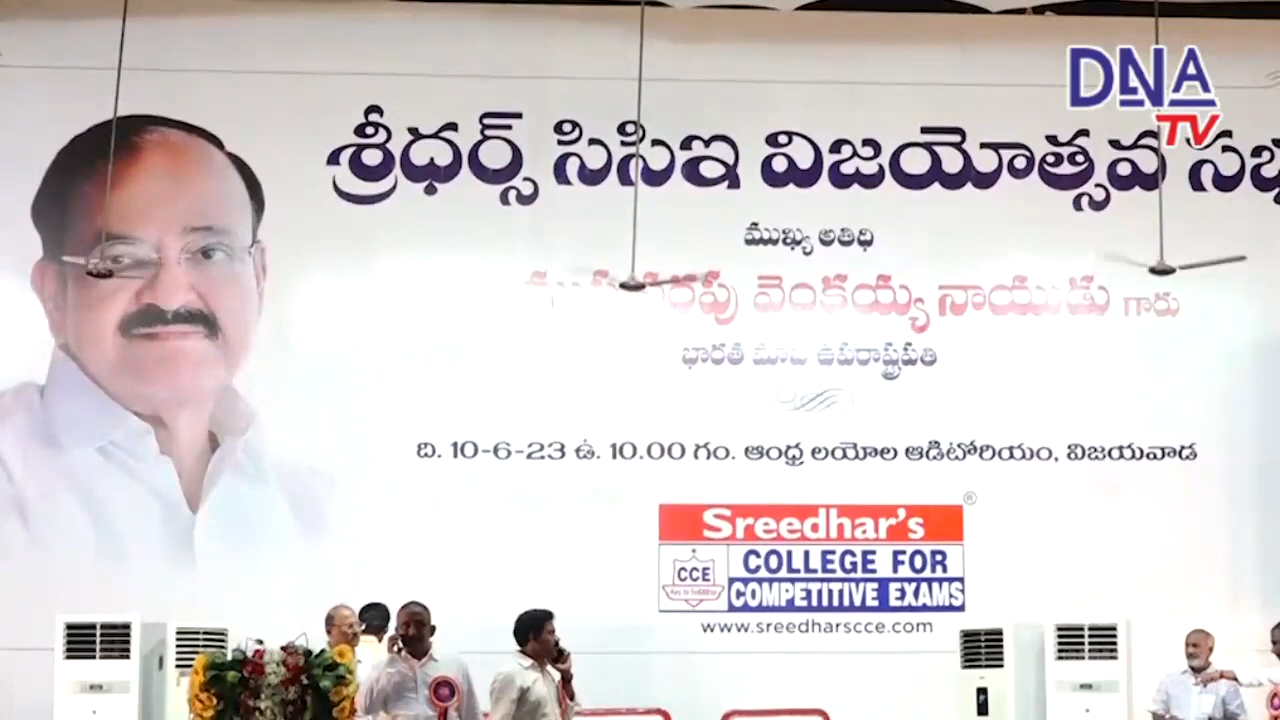 DNA
TV
శ్రీధర్స్ సిసిఇ విజయోత్సవ
ముఖ్య అతిథి
వెంకయ్య నాయుడు గారు
భారత మాజీ ఉపరాష్ట్రపతి
ది. 10-6-23 ఉ. 10.00 గం. ఆంధ్ర లయోల ఆడిటోరియం, విజయవాడ
®
Sreedhar's
CCE
COLLEGE FOR
COMPETITIVE EXAMS
www.sreedharscce.com